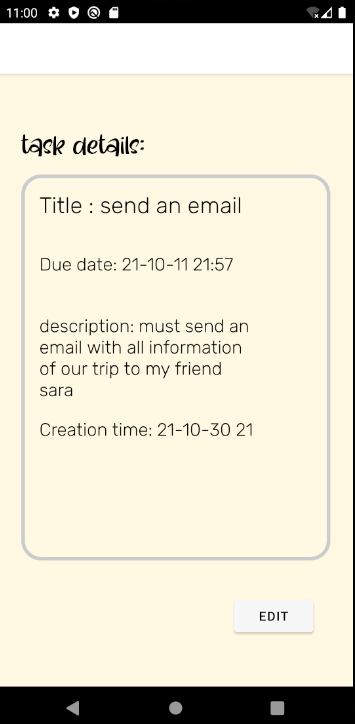 11:00
task details:
Title : send an email
Due date: 21-10-11 21:57
description: must send an
email with all information
of our trip to my friend
sara
Creation time: 21-10-30 21
EDIT